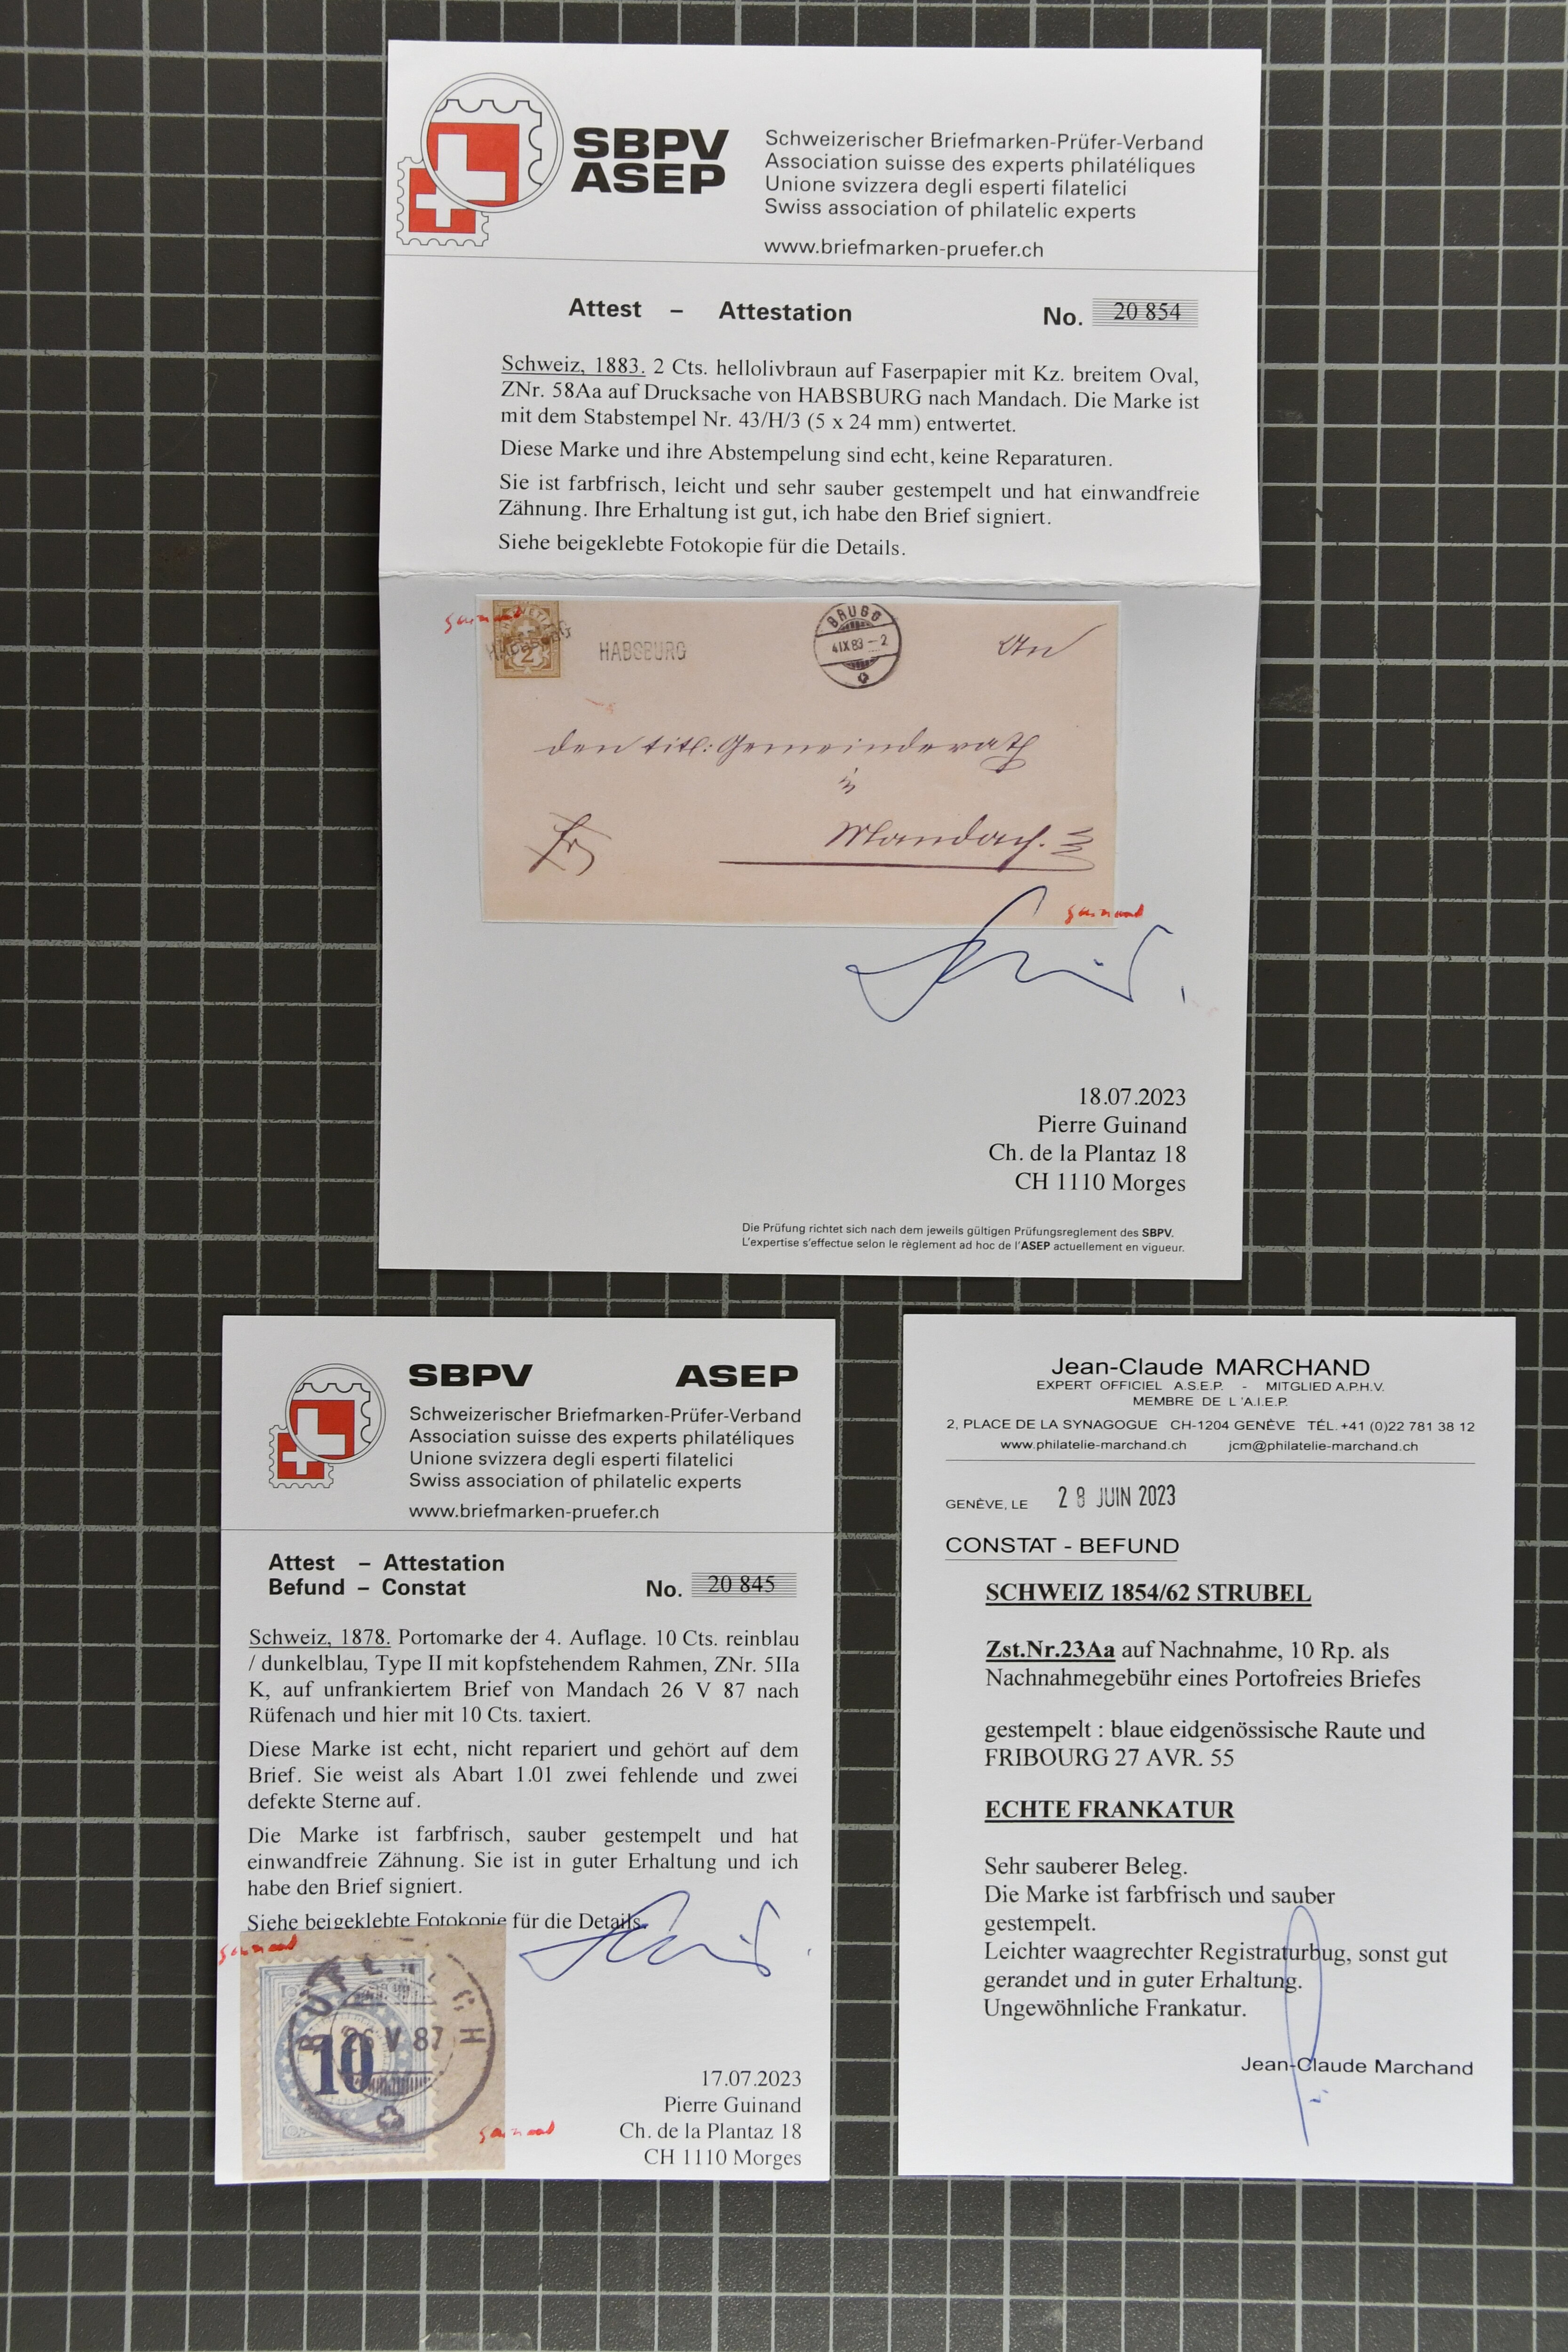 SBPV
ASEP
Schweizerischer Briefmarken-Prüfer-Verband
Association suisse des experts philatéliques
Unione svizzera degli esperti filatelici
Swiss association of philatelic experts
www.briefmarken-pruefer.ch
Attest – Attestation No. 20 854
Schweiz, 1883. 2 Cts. hellolivbraun auf Faserpapier mit Kz. breitem Oval,
ZNr. 58Aa auf Drucksache von HABSBURG nach Mandach. Die Marke ist
mit dem Stabstempel Nr. 43/H/3 (5 x 24 mm) entwertet.
Diese Marke und ihre Abstempelung sind echt, keine Reparaturen.
Sie ist farbfrisch, leicht und sehr sauber gestempelt und hat einwandfreie
Zähnung. Ihre Erhaltung ist gut, ich habe den Brief signiert.
Siehe beigeklebte Fotokopie für die Details.
guinand
HELVETIA
HABSBURG
2
HABSBURG
BRUGG
4 IX 83 – 2
An
den titl: Gemeinderath
in
Mandach.
guinand
18.07.2023
Pierre Guinand
Ch. de la Plantaz 18
CH 1110 Morges
Die Prüfung richtet sich nach dem jeweils gültigen Prüfungsreglement des SBPV.
L'expertise s'effectue selon le règlement ad hoc de l'ASEP actuellement en vigueur.
SBPV ASEP
Schweizerischer Briefmarken-Prüfer-Verband
Association suisse des experts philatéliques
Unione svizzera degli esperti filatelici
Swiss association of philatelic experts
www.briefmarken-pruefer.ch
Attest – Attestation
Befund – Constat No. 20 845
Schweiz, 1878. Portomarke der 4. Auflage. 10 Cts. reinblau
/ dunkelblau, Type II mit kopfstehendem Rahmen, ZNr. 5IIa
K, auf unfrankiertem Brief von Mandach 26 V 87 nach
Rüfenach und hier mit 10 Cts. taxiert.
Diese Marke ist echt, nicht repariert und gehört auf dem
Brief. Sie weist als Abart 1.01 zwei fehlende und zwei
defekte Sterne auf.
Die Marke ist farbfrisch, sauber gestempelt und hat
einwandfreie Zähnung. Sie ist in guter Erhaltung und ich
habe den Brief signiert.
Siehe beigeklebte Fotokopie für die Details.
guinand
26 V 87
10
guinand
17.07.2023
Pierre Guinand
Ch. de la Plantaz 18
CH 1110 Morges
Jean-Claude MARCHAND
EXPERT OFFICIEL A.S.E.P. - MITGLIED A.P.H.V.
MEMBRE DE L'A.I.E.P.
2, PLACE DE LA SYNAGOGUE CH-1204 GENÈVE TÉL. +41 (0)22 781 38 12
www.philatelie-marchand.ch jcm@philatelie-marchand.ch
GENÈVE, LE 28 JUIN 2023
CONSTAT - BEFUND
SCHWEIZ 1854/62 STRUBEL
Zst.Nr.23Aa auf Nachnahme, 10 Rp. als
Nachnahmegebühr eines Portofreies Briefes
gestempelt : blaue eidgenössische Raute und
FRIBOURG 27 AVR. 55
ECHTE FRANKATUR
Sehr sauberer Beleg.
Die Marke ist farbfrisch und sauber
gestempelt.
Leichter waagrechter Registraturbug, sonst gut
gerandet und in guter Erhaltung.
Ungewöhnliche Frankatur.
Jean-Claude Marchand